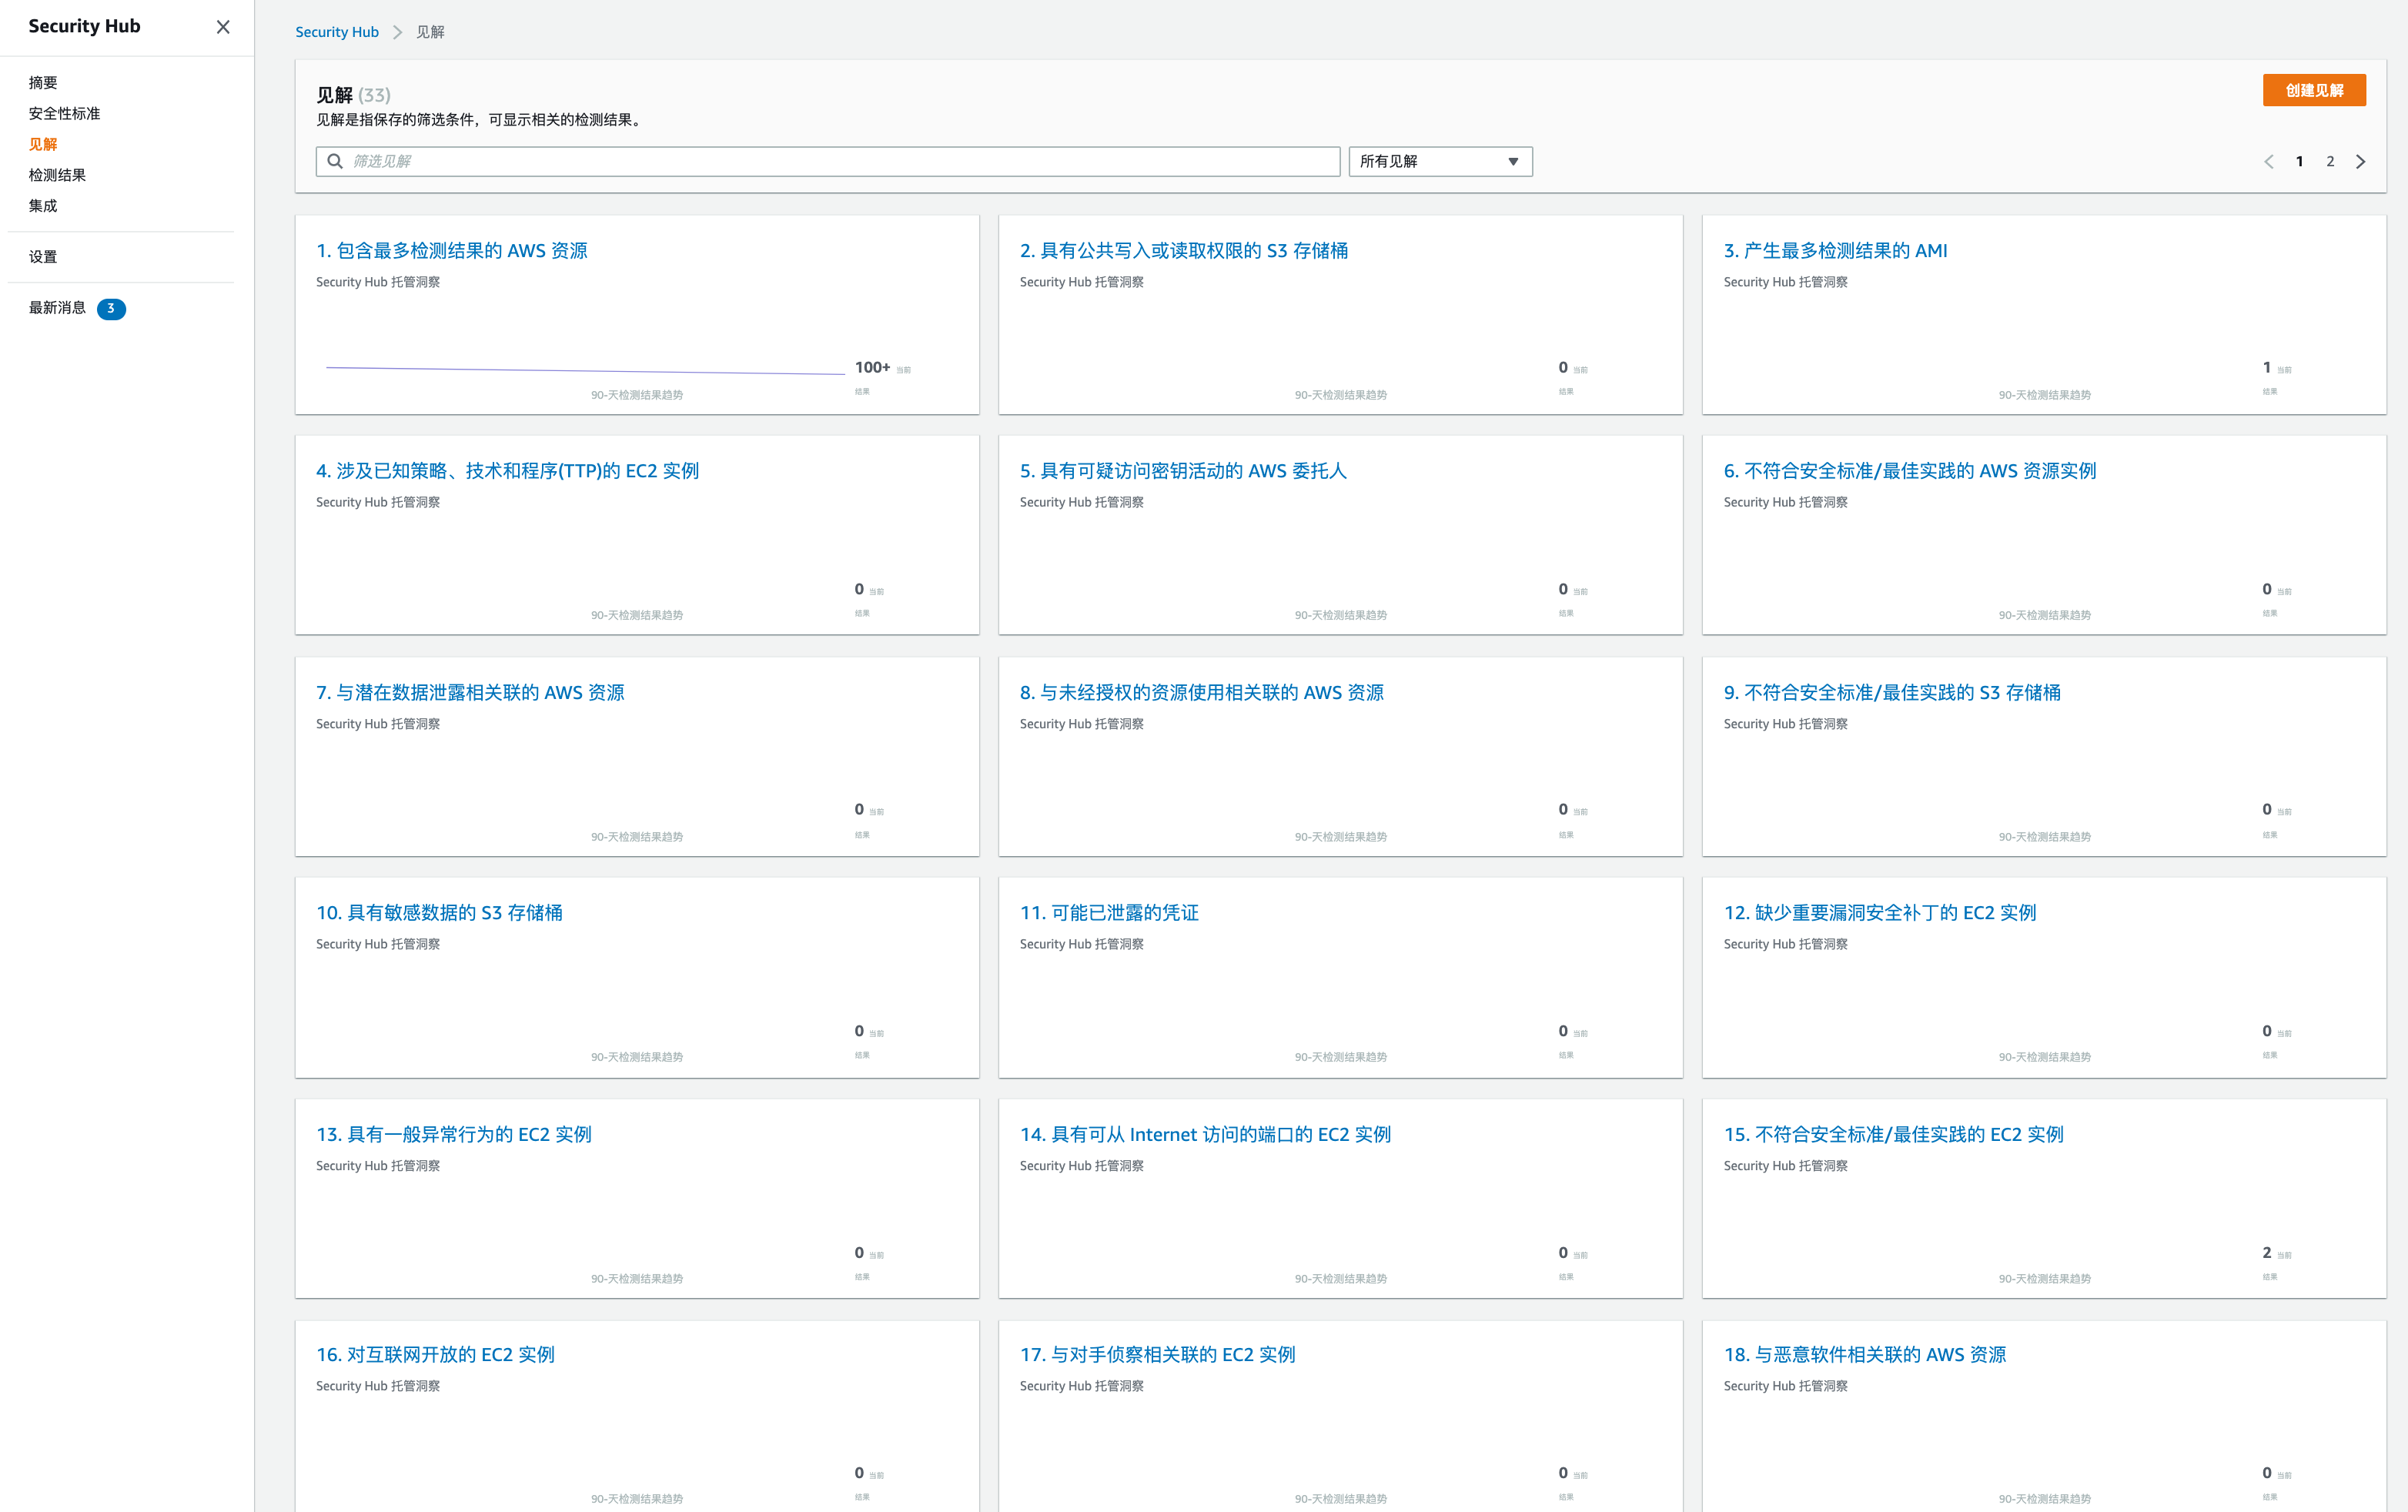 Security Hub
摘要
安全性标准
见解
检测结果
集成
设置
最新消息 3
Security Hub > 见解
见解 (33)
创建见解
见解是指保存的筛选条件，可显示相关的检测结果。
筛选见解
所有见解
1 2
1. 包含最多检测结果的 AWS 资源
Security Hub 托管洞察
100+ 当前
结果
90-天检测结果趋势
2. 具有公共写入或读取权限的 S3 存储桶
Security Hub 托管洞察
0 当前
结果
90-天检测结果趋势
3. 产生最多检测结果的 AMI
Security Hub 托管洞察
1 当前
结果
90-天检测结果趋势
4. 涉及已知策略、技术和程序(TTP)的 EC2 实例
Security Hub 托管洞察
0 当前
结果
90-天检测结果趋势
5. 具有可疑访问密钥活动的 AWS 委托人
Security Hub 托管洞察
0 当前
结果
90-天检测结果趋势
6. 不符合安全标准/最佳实践的 AWS 资源实例
Security Hub 托管洞察
0 当前
结果
90-天检测结果趋势
7. 与潜在数据泄露相关联的 AWS 资源
Security Hub 托管洞察
0 当前
结果
90-天检测结果趋势
8. 与未经授权的资源使用相关联的 AWS 资源
Security Hub 托管洞察
0 当前
结果
90-天检测结果趋势
9. 不符合安全标准/最佳实践的 S3 存储桶
Security Hub 托管洞察
0 当前
结果
90-天检测结果趋势
10. 具有敏感数据的 S3 存储桶
Security Hub 托管洞察
0 当前
结果
90-天检测结果趋势
11. 可能已泄露的凭证
Security Hub 托管洞察
0 当前
结果
90-天检测结果趋势
12. 缺少重要漏洞安全补丁的 EC2 实例
Security Hub 托管洞察
0 当前
结果
90-天检测结果趋势
13. 具有一般异常行为的 EC2 实例
Security Hub 托管洞察
0 当前
结果
90-天检测结果趋势
14. 具有可从 Internet 访问的端口的 EC2 实例
Security Hub 托管洞察
0 当前
结果
90-天检测结果趋势
15. 不符合安全标准/最佳实践的 EC2 实例
Security Hub 托管洞察
2 当前
结果
90-天检测结果趋势
16. 对互联网开放的 EC2 实例
Security Hub 托管洞察
0 当前
结果
90-天检测结果趋势
17. 与对手侦察相关联的 EC2 实例
Security Hub 托管洞察
0 当前
结果
90-天检测结果趋势
18. 与恶意软件相关联的 AWS 资源
Security Hub 托管洞察
0 当前
结果
90-天检测结果趋势